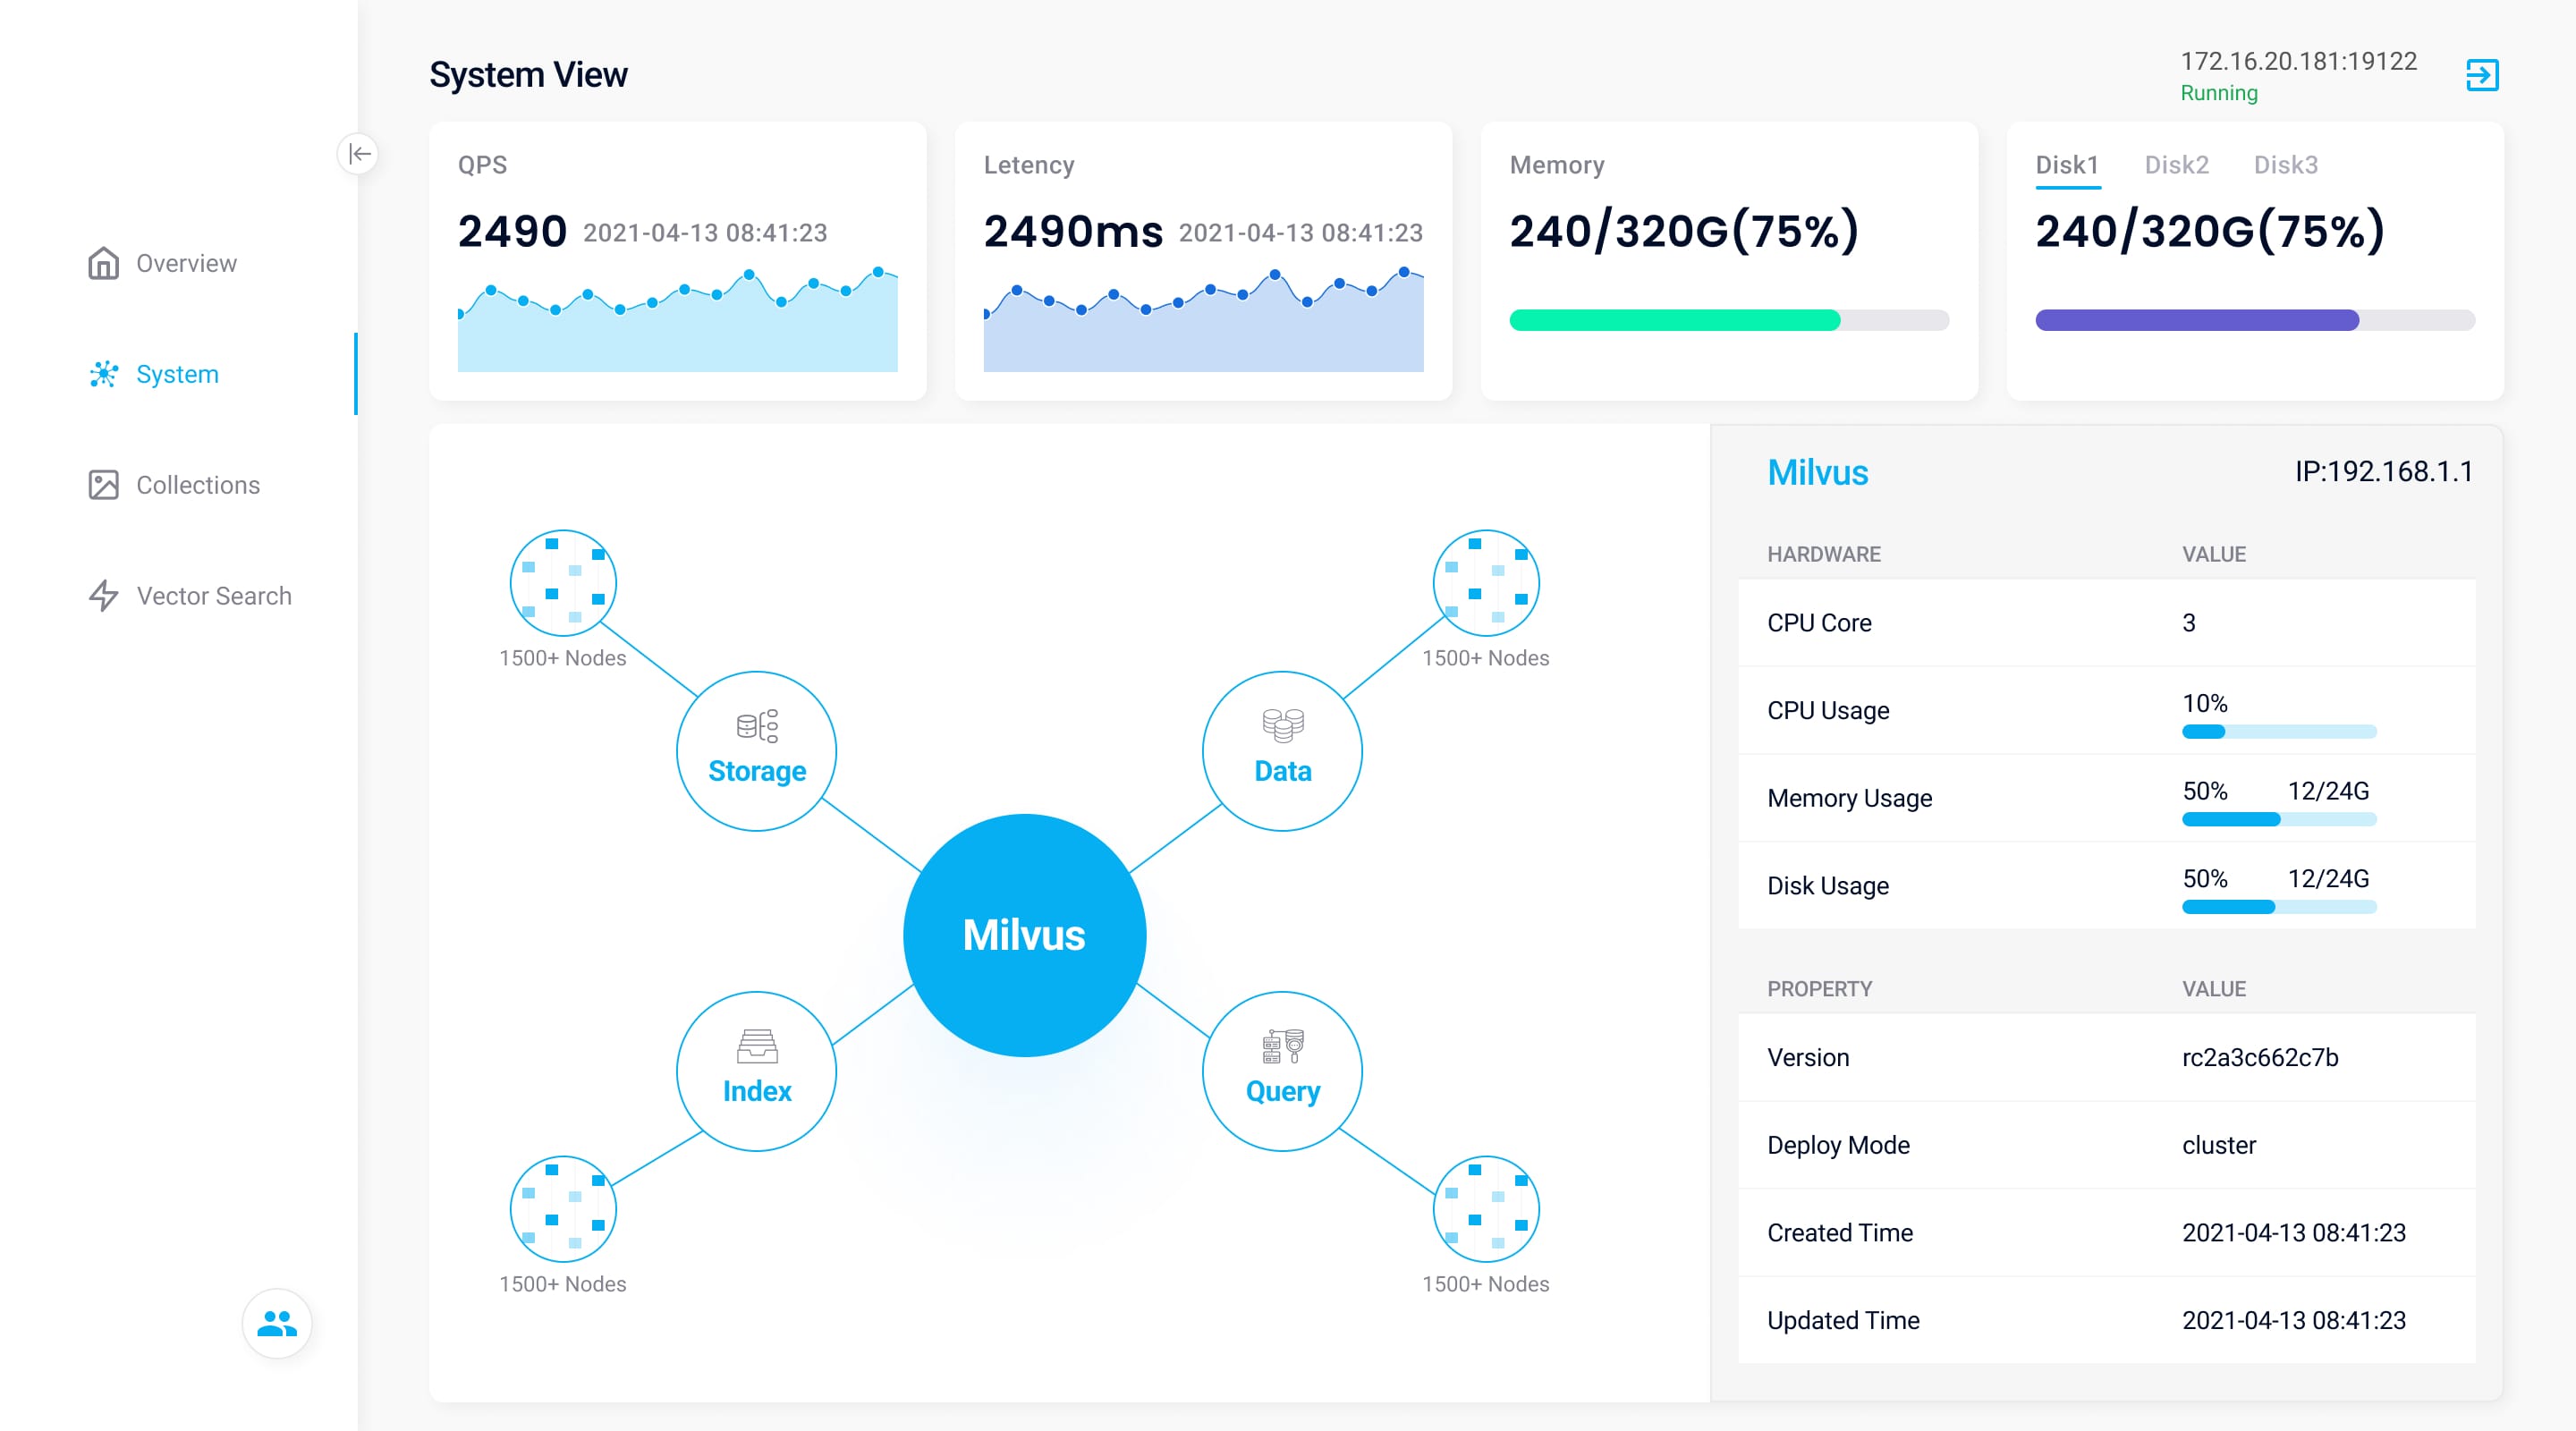 System View
172.16.20.181:19122
Running
Overview
System
Collections
Vector Search
QPS
2490 2021-04-13 08:41:23
Letency
2490ms 2021-04-13 08:41:23
Memory
240/320G(75%)
Disk1 Disk2 Disk3
240/320G(75%)
1500+ Nodes
1500+ Nodes
Storage
Data
Milvus
Index
Query
1500+ Nodes
1500+ Nodes
Milvus IP:192.168.1.1
HARDWARE VALUE
CPU Core 3
CPU Usage 10%
Memory Usage 50% 12/24G
Disk Usage 50% 12/24G
PROPERTY VALUE
Version rc2a3c662c7b
Deploy Mode cluster
Created Time 2021-04-13 08:41:23
Updated Time 2021-04-13 08:41:23